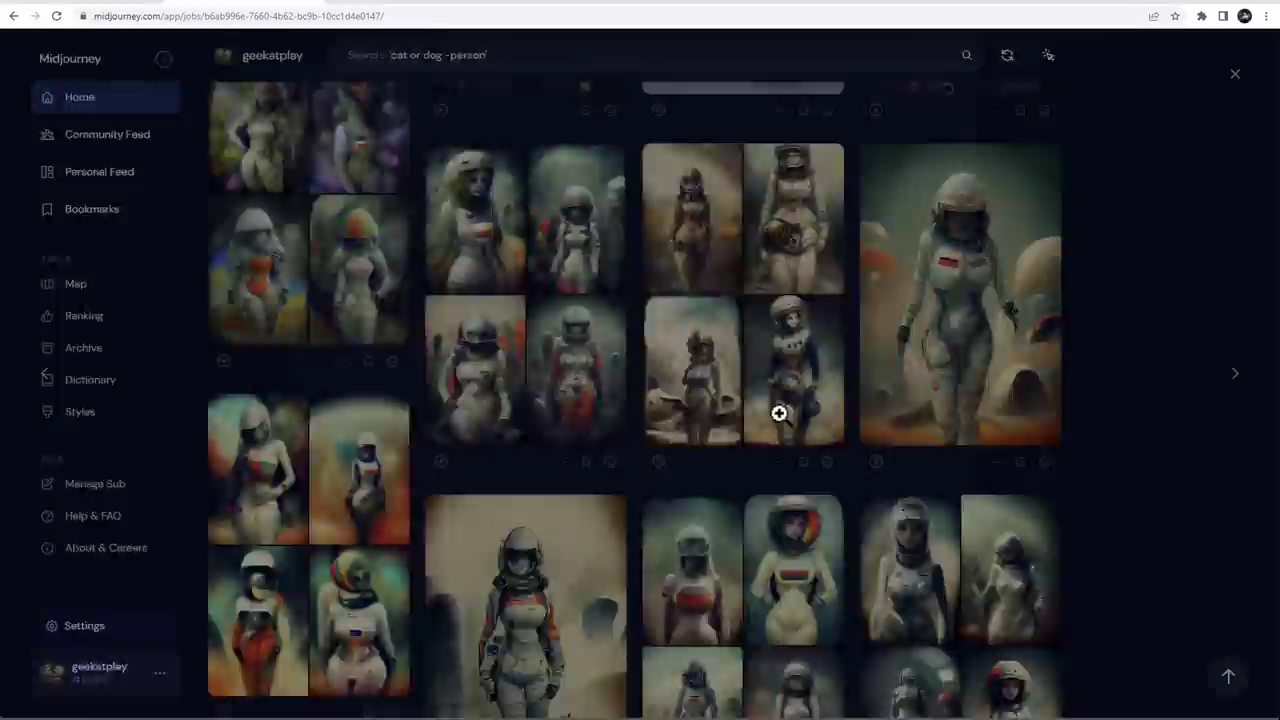 midjourney.com/app/jobs/b6ab996e-7660-4b62-bc9b-10cc1d4e0147/
Midjourney
geekatplay
Search 'cat or dog -person'
Home
Community Feed
Personal Feed
Bookmarks
Map
Ranking
Archive
Dictionary
Styles
Manage Sub
Help & FAQ
About & Careers
Settings
geekatplay